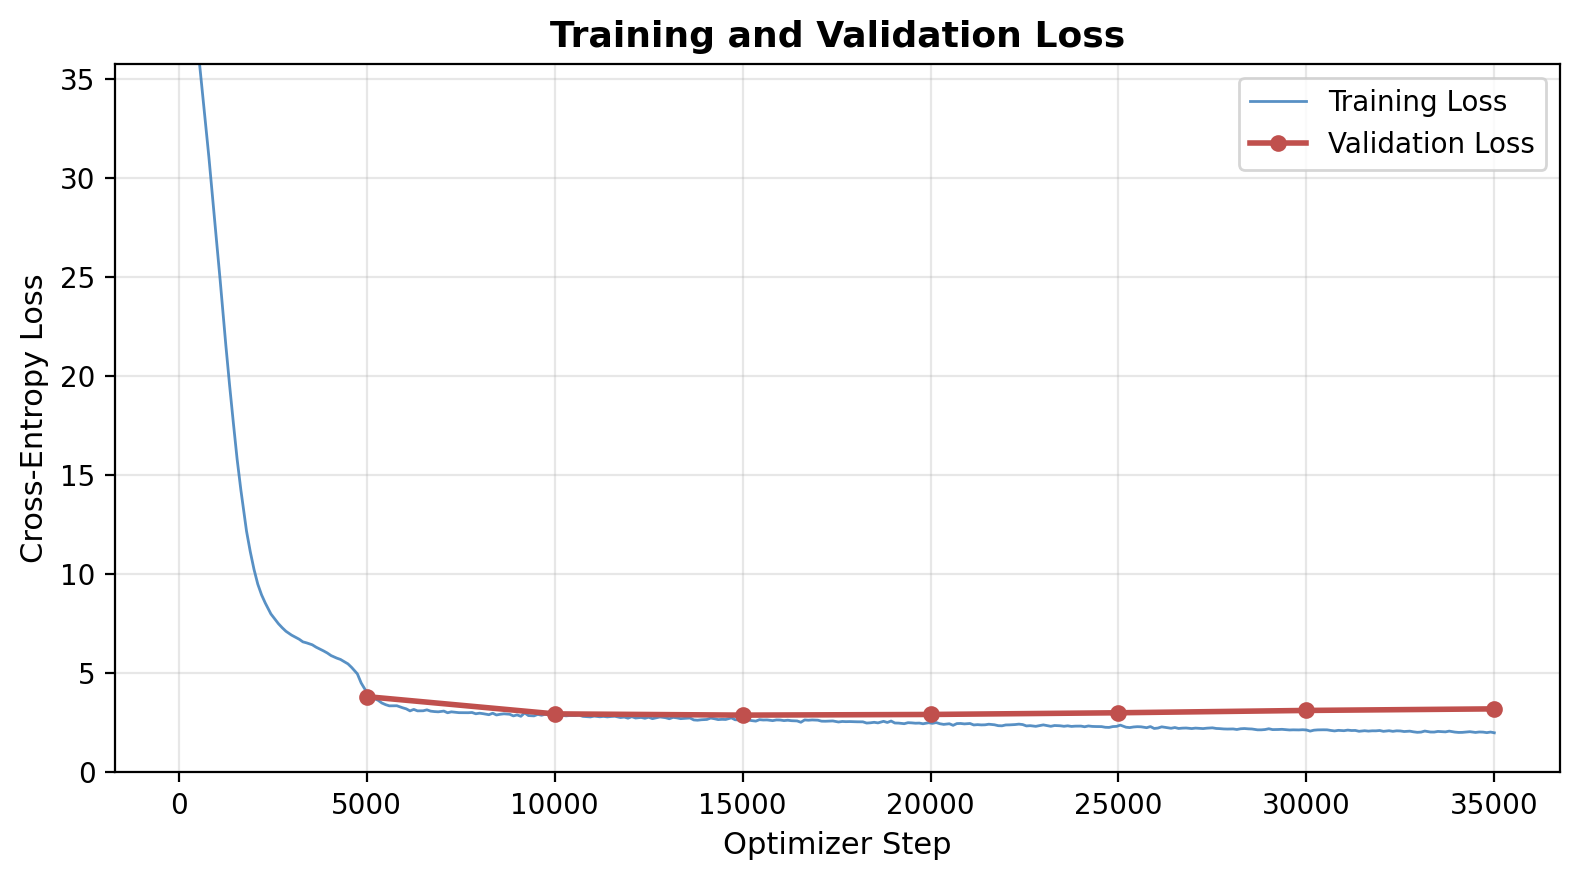 Training and Validation Loss
Training Loss
Validation Loss
Cross-Entropy Loss
35
30
25
20
15
10
5
0
0 5000 10000 15000 20000 25000 30000 35000
Optimizer Step